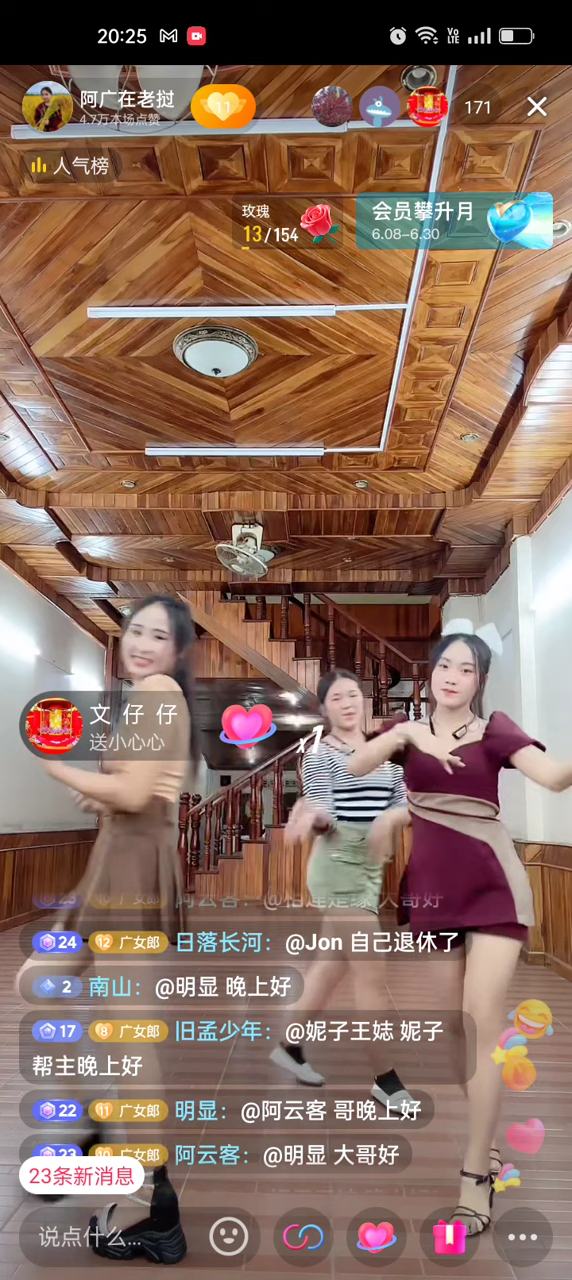 20:25
VoLTE
阿广在老挝
4.7万本场点赞
11
171
人气榜
玫瑰
13/154
会员攀升月
6.08-6.30
文 仔 仔
送小心心
x1
24 12 广女郎 日落长河：@Jon 自己退休了
2 南山：@明显 晚上好
17 8 广女郎 旧孟少年：@妮子王娡 妮子
帮主晚上好
22 11 广女郎 明显：@阿云客 哥晚上好
23 广女郎 阿云客：@明显 大哥好
23条新消息
说点什么...